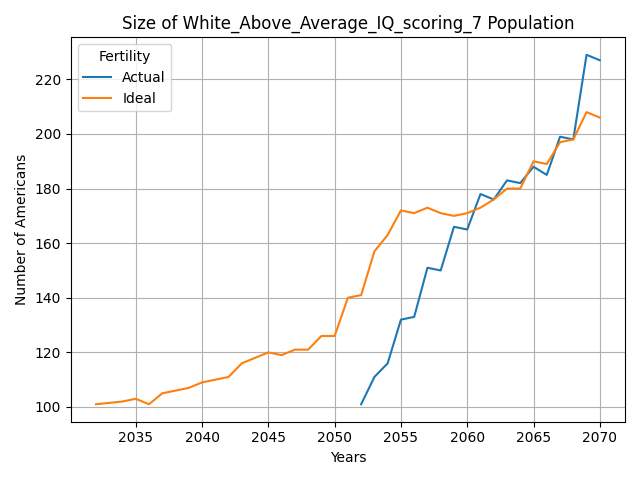 Size of White_Above_Average_IQ_scoring_7 Population
Fertility
Actual
Ideal
Number of Americans
220
200
180
160
140
120
100
2035 2040 2045 2050 2055 2060 2065 2070
Years